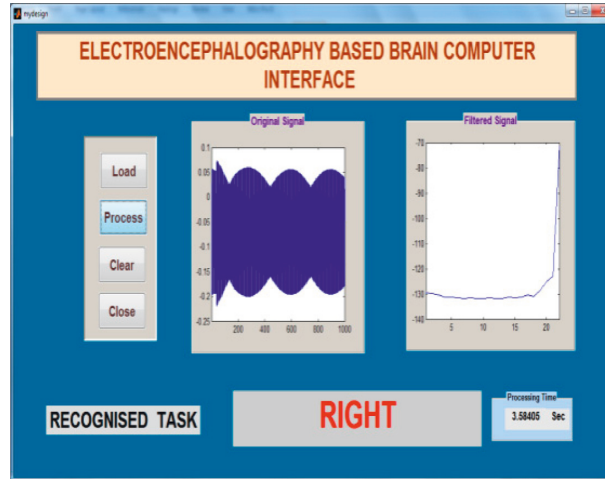 mydesign
ELECTROENCEPHALOGRAPHY BASED BRAIN COMPUTER
INTERFACE
Load
Process
Clear
Close
Original Signal
0.1
0.05
0
-0.05
-0.1
-0.15
-0.2
-0.25
200 400 600 800 1000
Filtered Signal
-70
-80
-90
-100
-110
-120
-130
-140
5 10 15 20
RECOGNISED TASK
RIGHT
Processing Time
3.58405 Sec